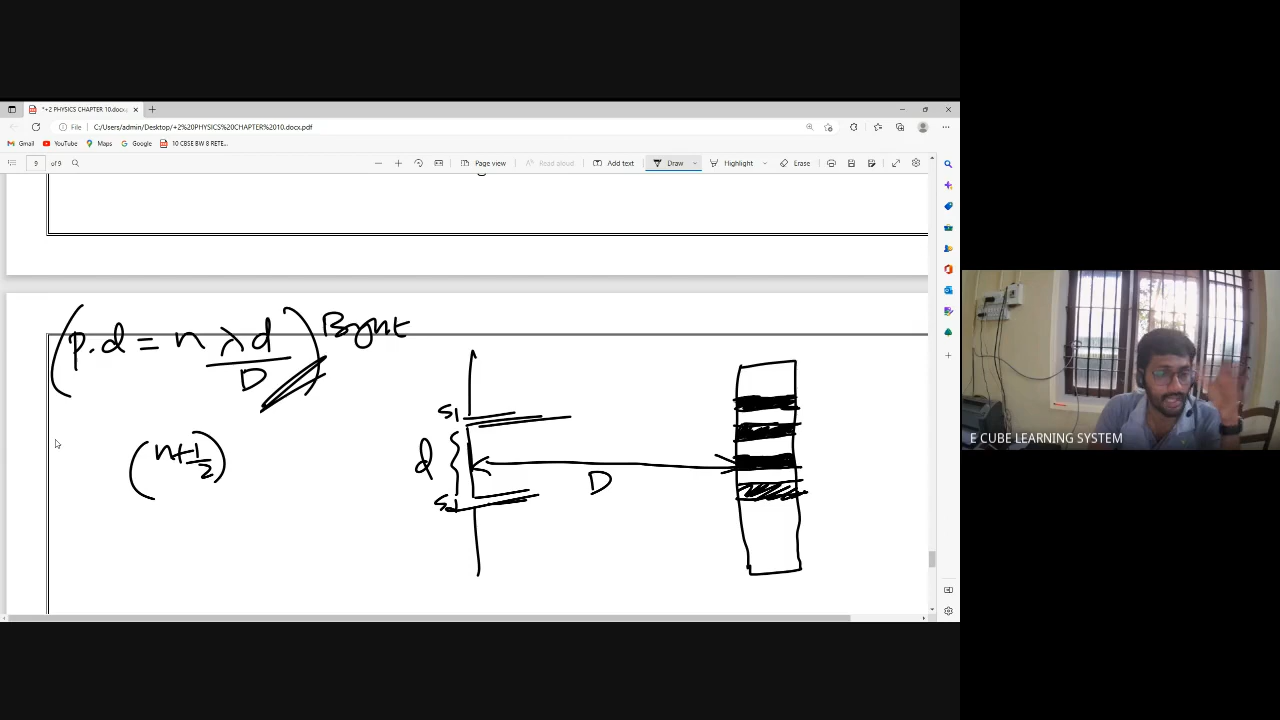 *+2 PHYSICS CHAPTER 10.docx.p
File C:/Users/admin/Desktop/+2%20PHYSICS%20CHAPTER%2010.docx.pdf
Gmail YouTube Maps Google 10 CBSE BW 8 RETE...
9 of 9 Page view Read aloud Add text Draw Highlight Erase
(p.d = nλd/D) Bright
S1
(n+1/2)
d
D
E CUBE LEARNING SYSTEM